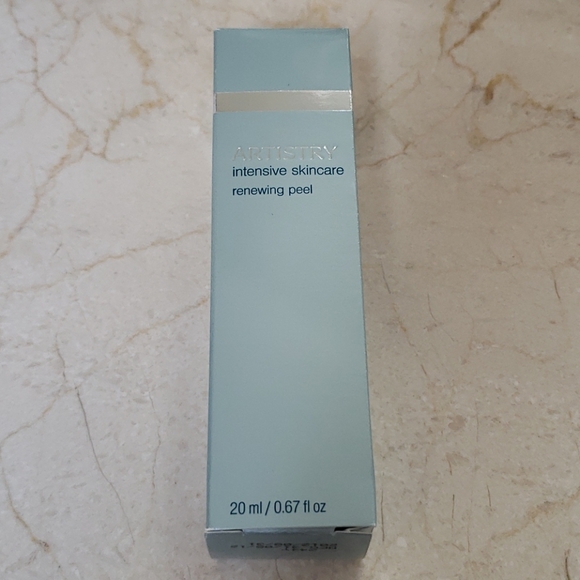 ARTISTRY
intensive skincare
renewing peel
20 ml / 0.67 fl oz